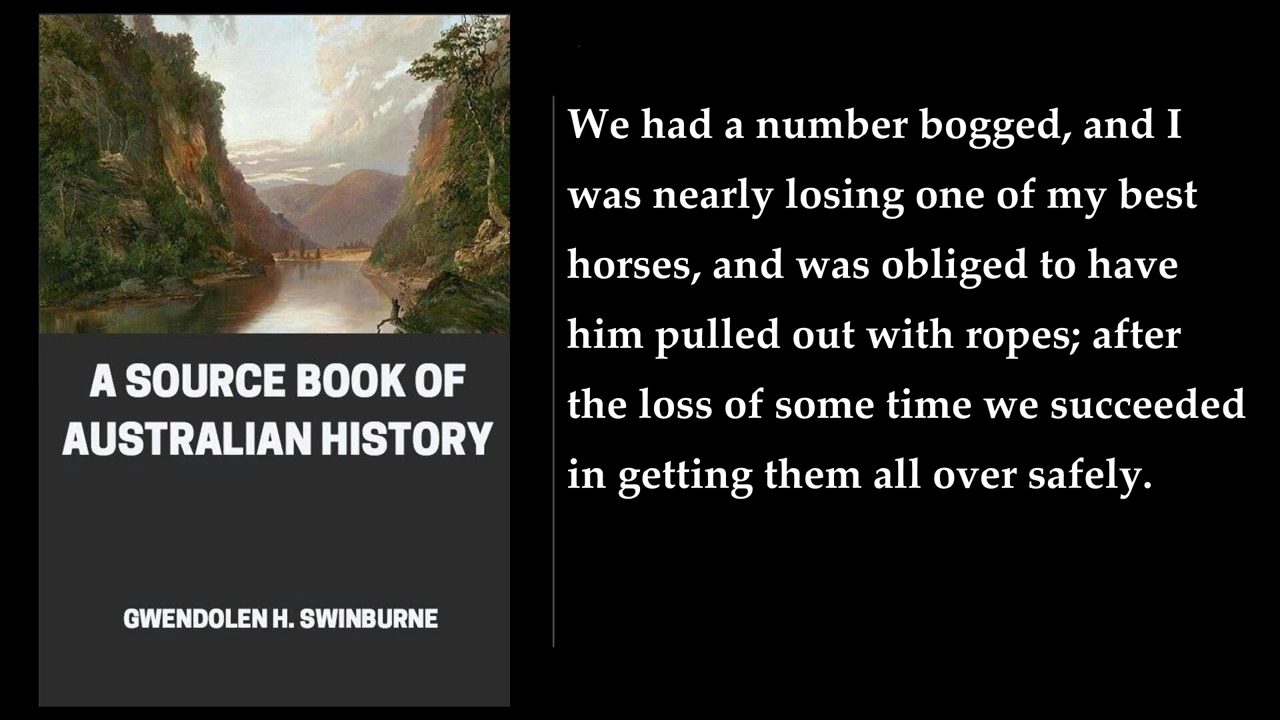 A SOURCE BOOK OF
AUSTRALIAN HISTORY
GWENDOLEN H. SWINBURNE
We had a number bogged, and I
was nearly losing one of my best
horses, and was obliged to have
him pulled out with ropes; after
the loss of some time we succeeded
in getting them all over safely.